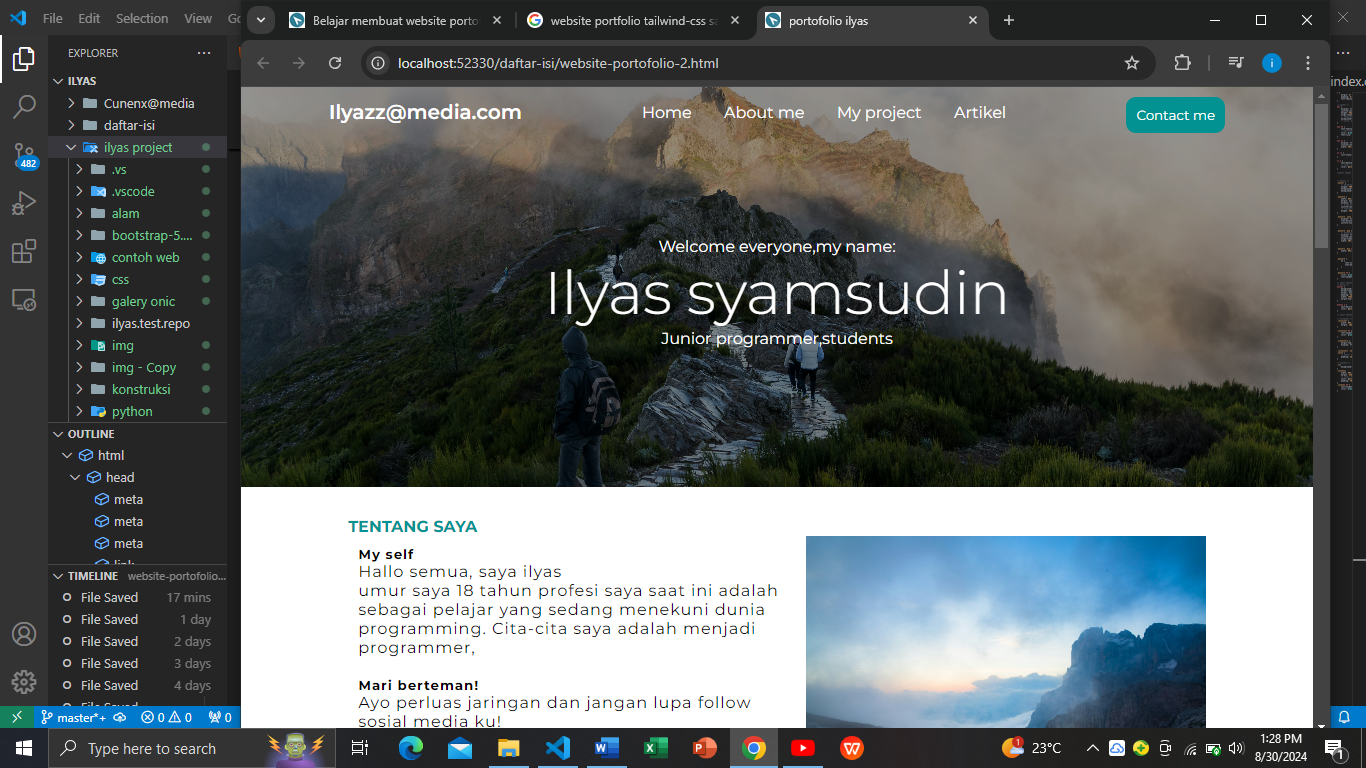 File Edit Selection View Go
Belajar membuat website porto
website portfolio tailwind-css sa
portofolio ilyas
localhost:52330/daftar-isi/website-portofolio-2.html
i
EXPLORER
ILYAS
Cunenx@media
daftar-isi
ilyas project
.vs
.vscode
alam
bootstrap-5....
contoh web
css
galery onic
ilyas.test.repo
img
img - Copy
konstruksi
python
482
OUTLINE
html
head
meta
meta
meta
link
TIMELINE website-portofolio...
File Saved 17 mins
File Saved 1 day
File Saved 2 days
File Saved 3 days
File Saved 4 days
master*+ 0 0 0
index.
Ilyazz@media.com
Home About me My project Artikel
Contact me
Welcome everyone,my name:
Ilyas syamsudin
Junior programmer,students
TENTANG SAYA
My self
Hallo semua, saya ilyas
umur saya 18 tahun profesi saya saat ini adalah
sebagai pelajar yang sedang menekuni dunia
programming. Cita-cita saya adalah menjadi
programmer,
Mari berteman!
Ayo perluas jaringan dan jangan lupa follow
sosial media ku!
Type here to search
1
23°C
1:28 PM
8/30/2024
1